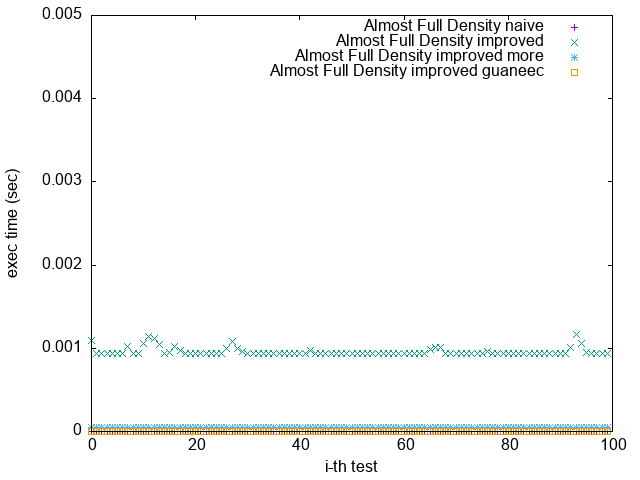 Almost Full Density naive
Almost Full Density improved
Almost Full Density improved more
Almost Full Density improved guaneec
0.005
0.004
0.003
0.002
0.001
0
exec time (sec)
0 20 40 60 80 100
i-th test